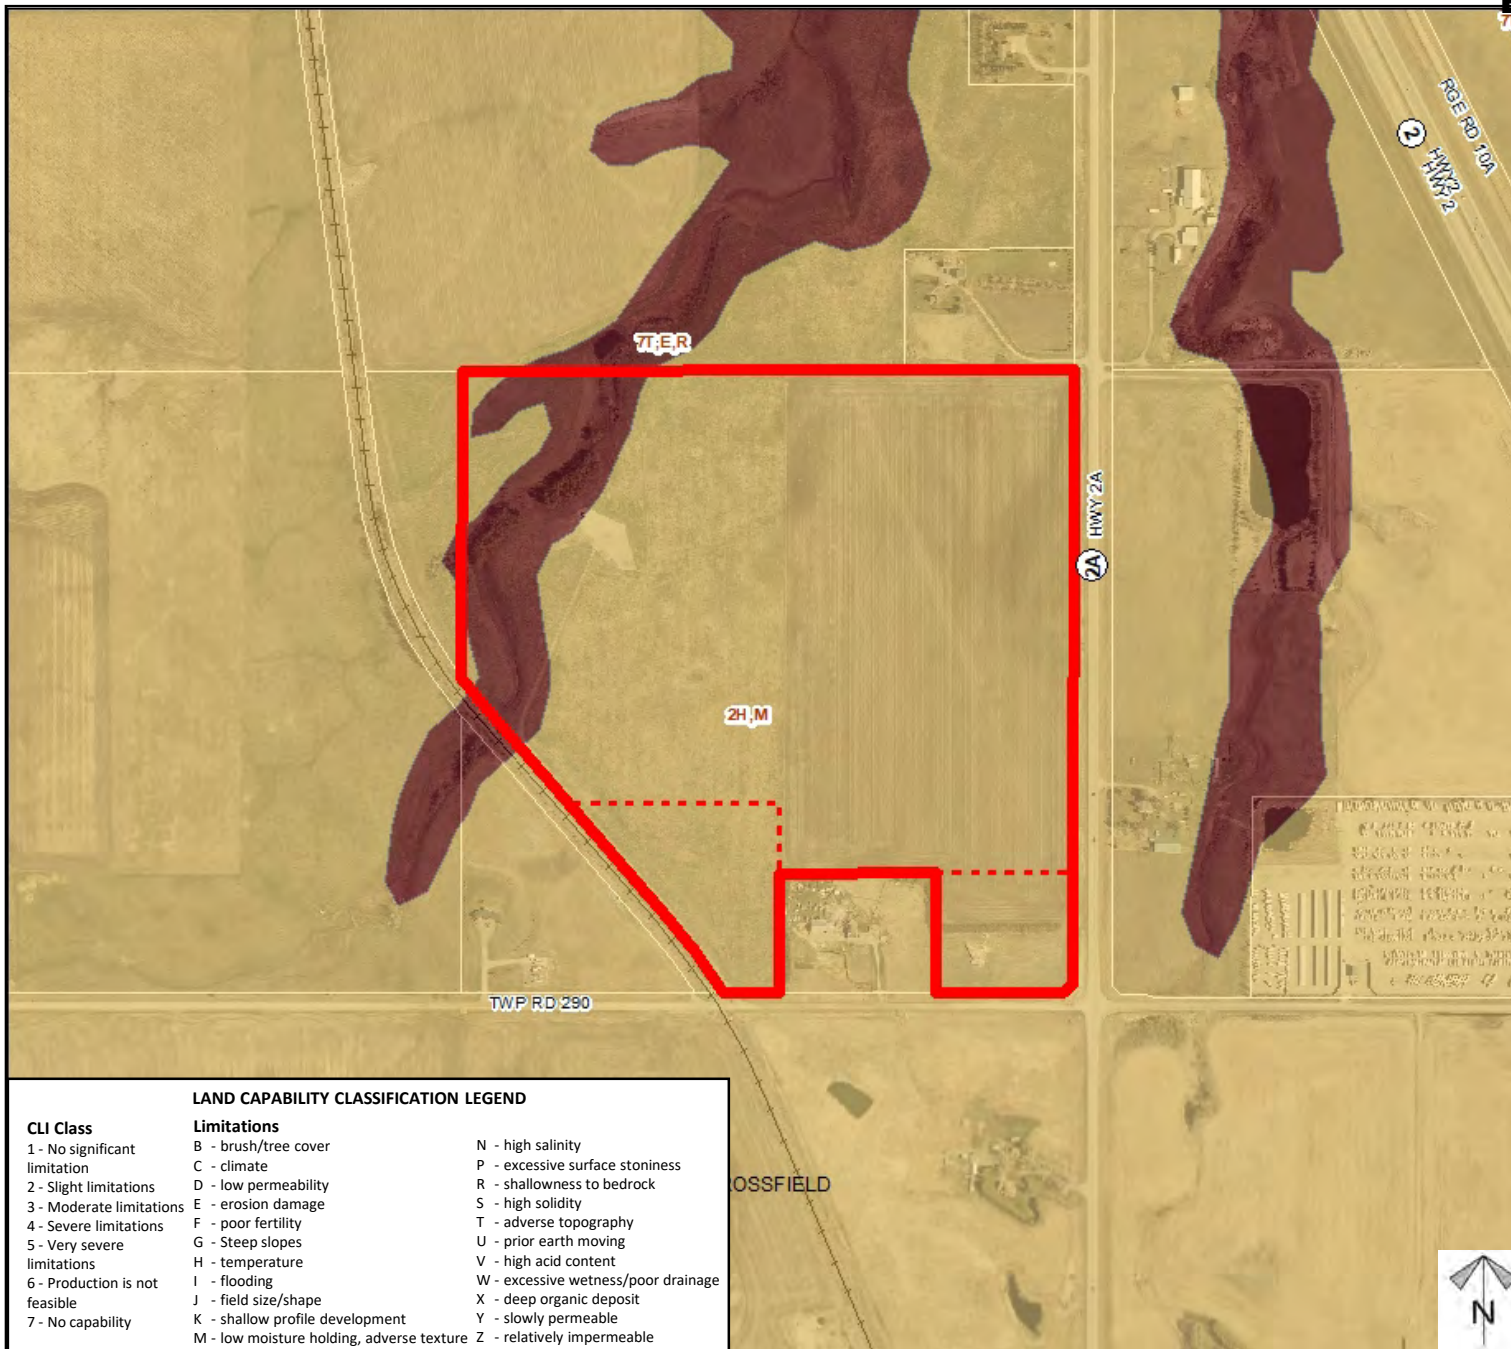 7
RGE RD 10A
2
HWY2
HWY 2
7T,E,R
HWY 2A
2A
2H,M
TWP RD 290
ROSSFIELD
LAND CAPABILITY CLASSIFICATION LEGEND
CLI Class
1 - No significant
limitation
2 - Slight limitations
3 - Moderate limitations
4 - Severe limitations
5 - Very severe
limitations
6 - Production is not
feasible
7 - No capability
Limitations
B - brush/tree cover
C - climate
D - low permeability
E - erosion damage
F - poor fertility
G - Steep slopes
H - temperature
I - flooding
J - field size/shape
K - shallow profile development
M - low moisture holding, adverse texture
N - high salinity
P - excessive surface stoniness
R - shallowness to bedrock
S - high solidity
T - adverse topography
U - prior earth moving
V - high acid content
W - excessive wetness/poor drainage
X - deep organic deposit
Y - slowly permeable
Z - relatively impermeable
N